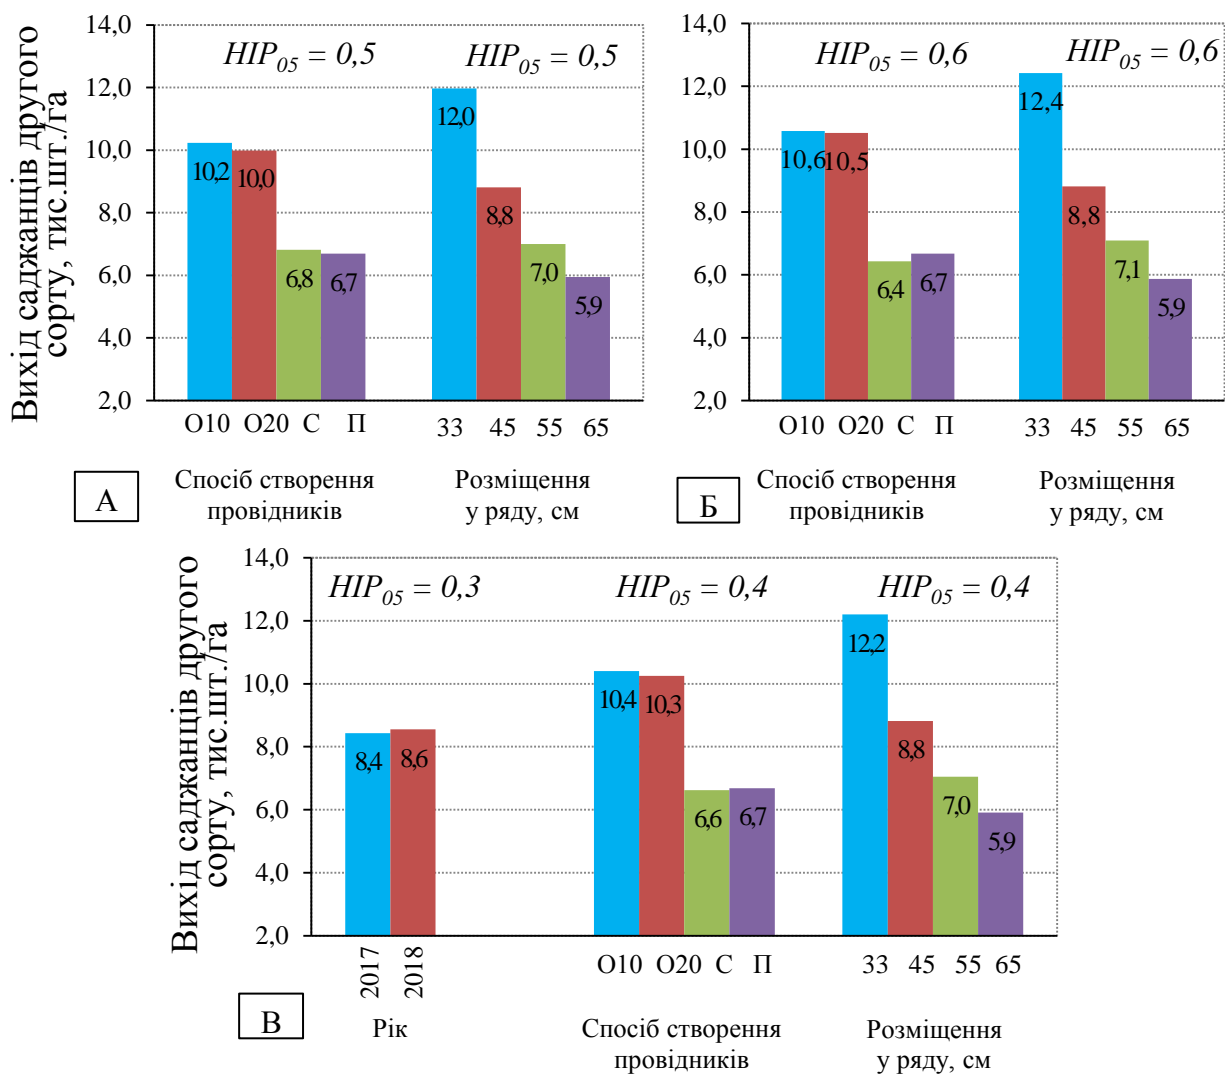 Вихід саджанців другого
сорту, тис.шт./га
14,0
12,0
10,0
8,0
6,0
4,0
2,0
НІР05 = 0,5
НІР05 = 0,5
10,2
10,0
6,8
6,7
12,0
8,8
7,0
5,9
О10 О20 С П
33 45 55 65
А
Спосіб створення
провідників
Розміщення
у ряду, см
14,0
12,0
10,0
8,0
6,0
4,0
2,0
НІР05 = 0,6
НІР05 = 0,6
10,6
10,5
6,4
6,7
12,4
8,8
7,1
5,9
О10 О20 С П
33 45 55 65
Б
Спосіб створення
провідників
Розміщення
у ряду, см
Вихід саджанців другого
сорту, тис.шт./га
14,0
12,0
10,0
8,0
6,0
4,0
2,0
НІР05 = 0,3
НІР05 = 0,4
НІР05 = 0,4
8,4
8,6
10,4
10,3
6,6
6,7
12,2
8,8
7,0
5,9
2017
2018
О10 О20 С П
33 45 55 65
В
Рік
Спосіб створення
провідників
Розміщення
у ряду, см